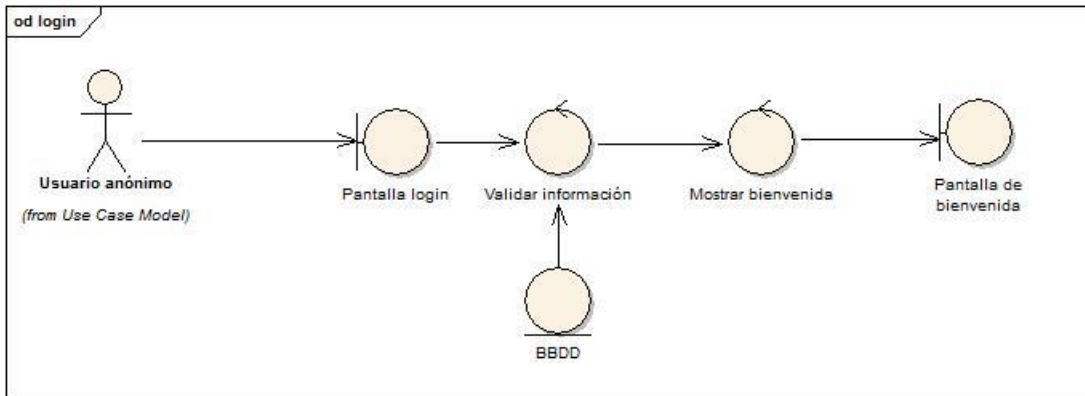 od login
Usuario anónimo
(from Use Case Model)
Pantalla login
Validar información
Mostrar bienvenida
Pantalla de
bienvenida
BBDD